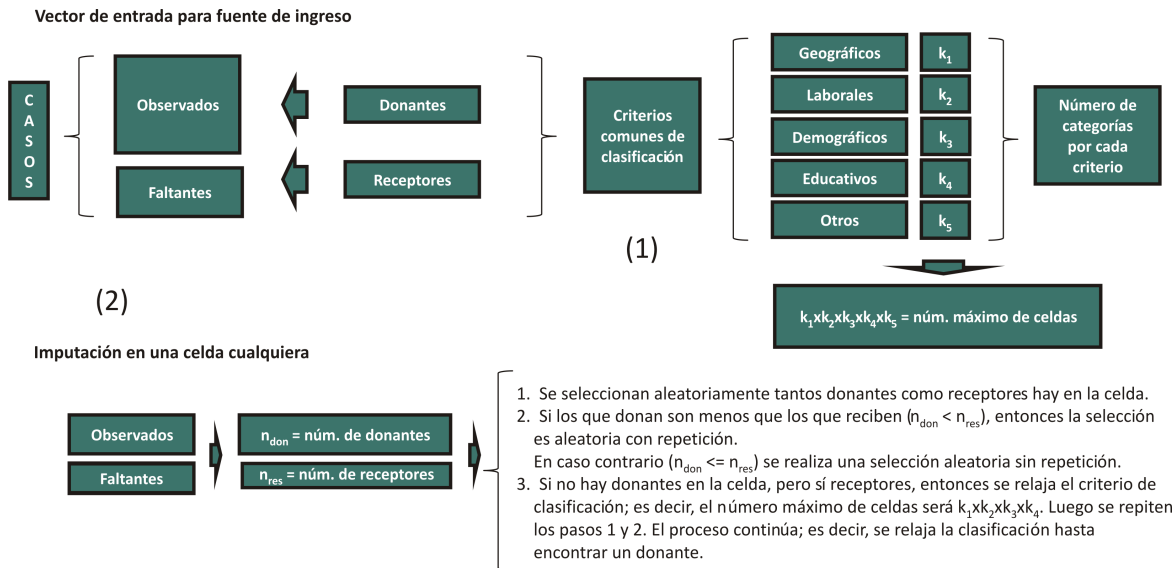 Vector de entrada para fuente de ingreso
CASOS
Observados
Faltantes
Donantes
Receptores
Criterios
comunes de
clasificación
Geográficos
k1
Laborales
k2
Demográficos
k3
Educativos
k4
Otros
k5
Número de
categorías
por cada
criterio
(1)
k1xk2xk3xk4xk5 = núm. máximo de celdas
(2)
Imputación en una celda cualquiera
Observados
Faltantes
ndon = núm. de donantes
nres = núm. de receptores
1. Se seleccionan aleatoriamente tantos donantes como receptores hay en la celda.
2. Si los que donan son menos que los que reciben (ndon < nres), entonces la selección
es aleatoria con repetición.
En caso contrario (ndon <= nres) se realiza una selección aleatoria sin repetición.
3. Si no hay donantes en la celda, pero sí receptores, entonces se relaja el criterio de
clasificación; es decir, el número máximo de celdas será k1xk2xk3xk4. Luego se repiten
los pasos 1 y 2. El proceso continúa; es decir, se relaja la clasificación hasta
encontrar un donante.